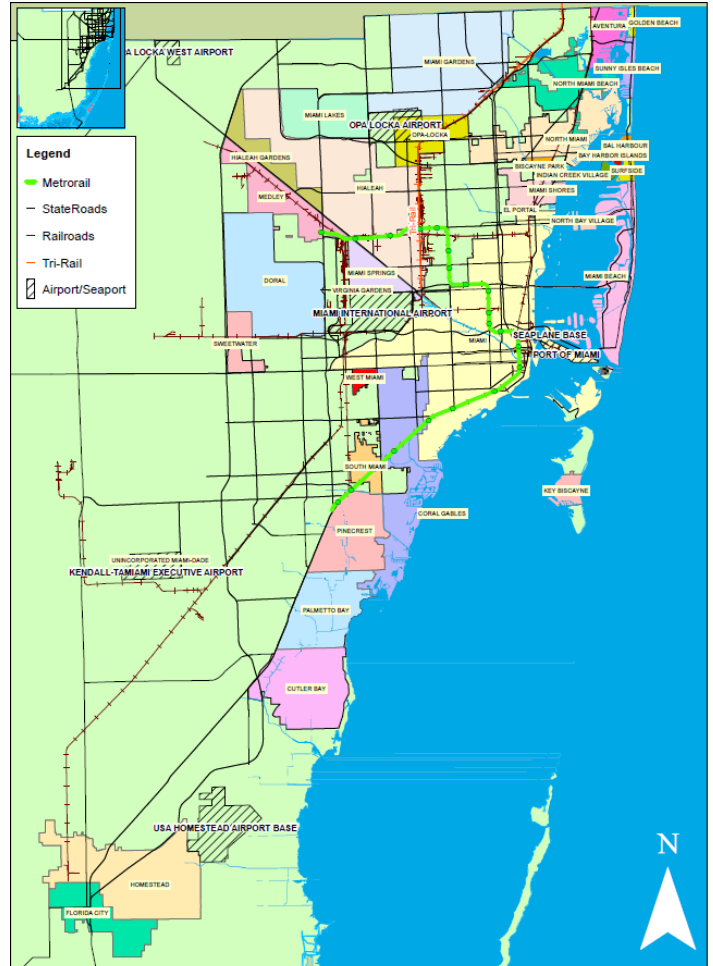 GOLDEN BEACH
AVENTURA
A LOCKA WEST AIRPORT
MIAMI GARDENS
SUNNY ISLES BEACH
NORTH MIAMI BEACH
MIAMI LAKES
OPA LOCKA AIRPORT
OPA-LOCKA
NORTH MIAMI
BAL HARBOUR
Legend
HIALEAH GARDENS
BAY HARBOR ISLANDS
BISCAYNE PARK
SURFSIDE
INDIAN CREEK VILLAGE
Metrorail
HIALEAH
MIAMI SHORES
MEDLEY
StateRoads
EL PORTAL
NORTH BAY VILLAGE
Railroads
Tri-Rail
Tri-Rail
MIAMI SPRINGS
MIAMI BEACH
DORAL
Airport/Seaport
VIRGINIA GARDENS
MIAMI INTERNATIONAL AIRPORT
SEAPLANE BASE
MIAMI
SWEETWATER
PORT OF MIAMI
WEST MIAMI
SOUTH MIAMI
KEY BISCAYNE
CORAL GABLES
PINECREST
UNINCORPORATED MIAMI-DADE
KENDALL-TAMIAMI EXECUTIVE AIRPORT
PALMETTO BAY
CUTLER BAY
USA HOMESTEAD AIRPORT BASE
N
HOMESTEAD
FLORIDA CITY